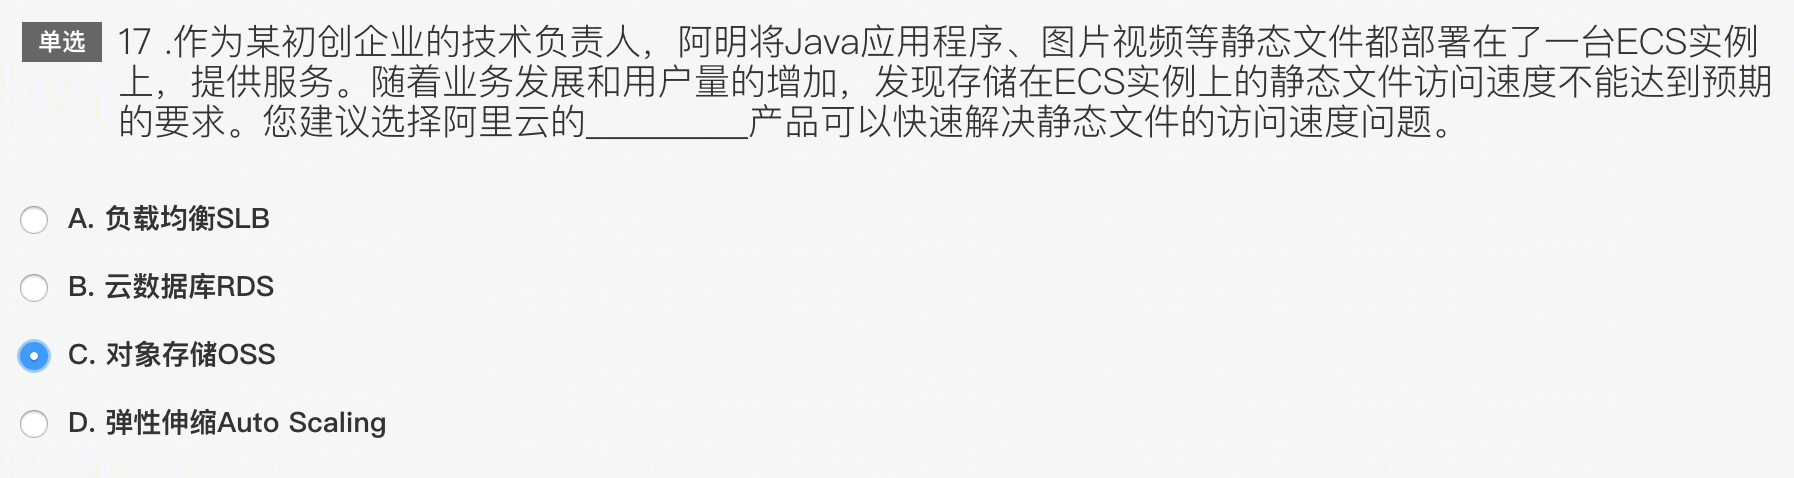 单选 17 .作为某初创企业的技术负责人，阿明将Java应用程序、图片视频等静态文件都部署在了一台ECS实例
上，提供服务。随着业务发展和用户量的增加，发现存储在ECS实例上的静态文件访问速度不能达到预期
的要求。您建议选择阿里云的_________产品可以快速解决静态文件的访问速度问题。
A. 负载均衡SLB
B. 云数据库RDS
C. 对象存储OSS
D. 弹性伸缩Auto Scaling